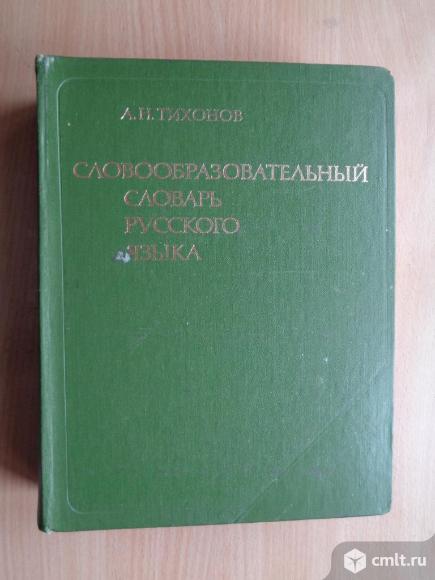 А.Н.ТИХОНОВ
СЛОВООБРАЗОВАТЕЛЬНЫЙ
СЛОВАРЬ
РУССКОГО
ЯЗЫКА
cmlt.ru